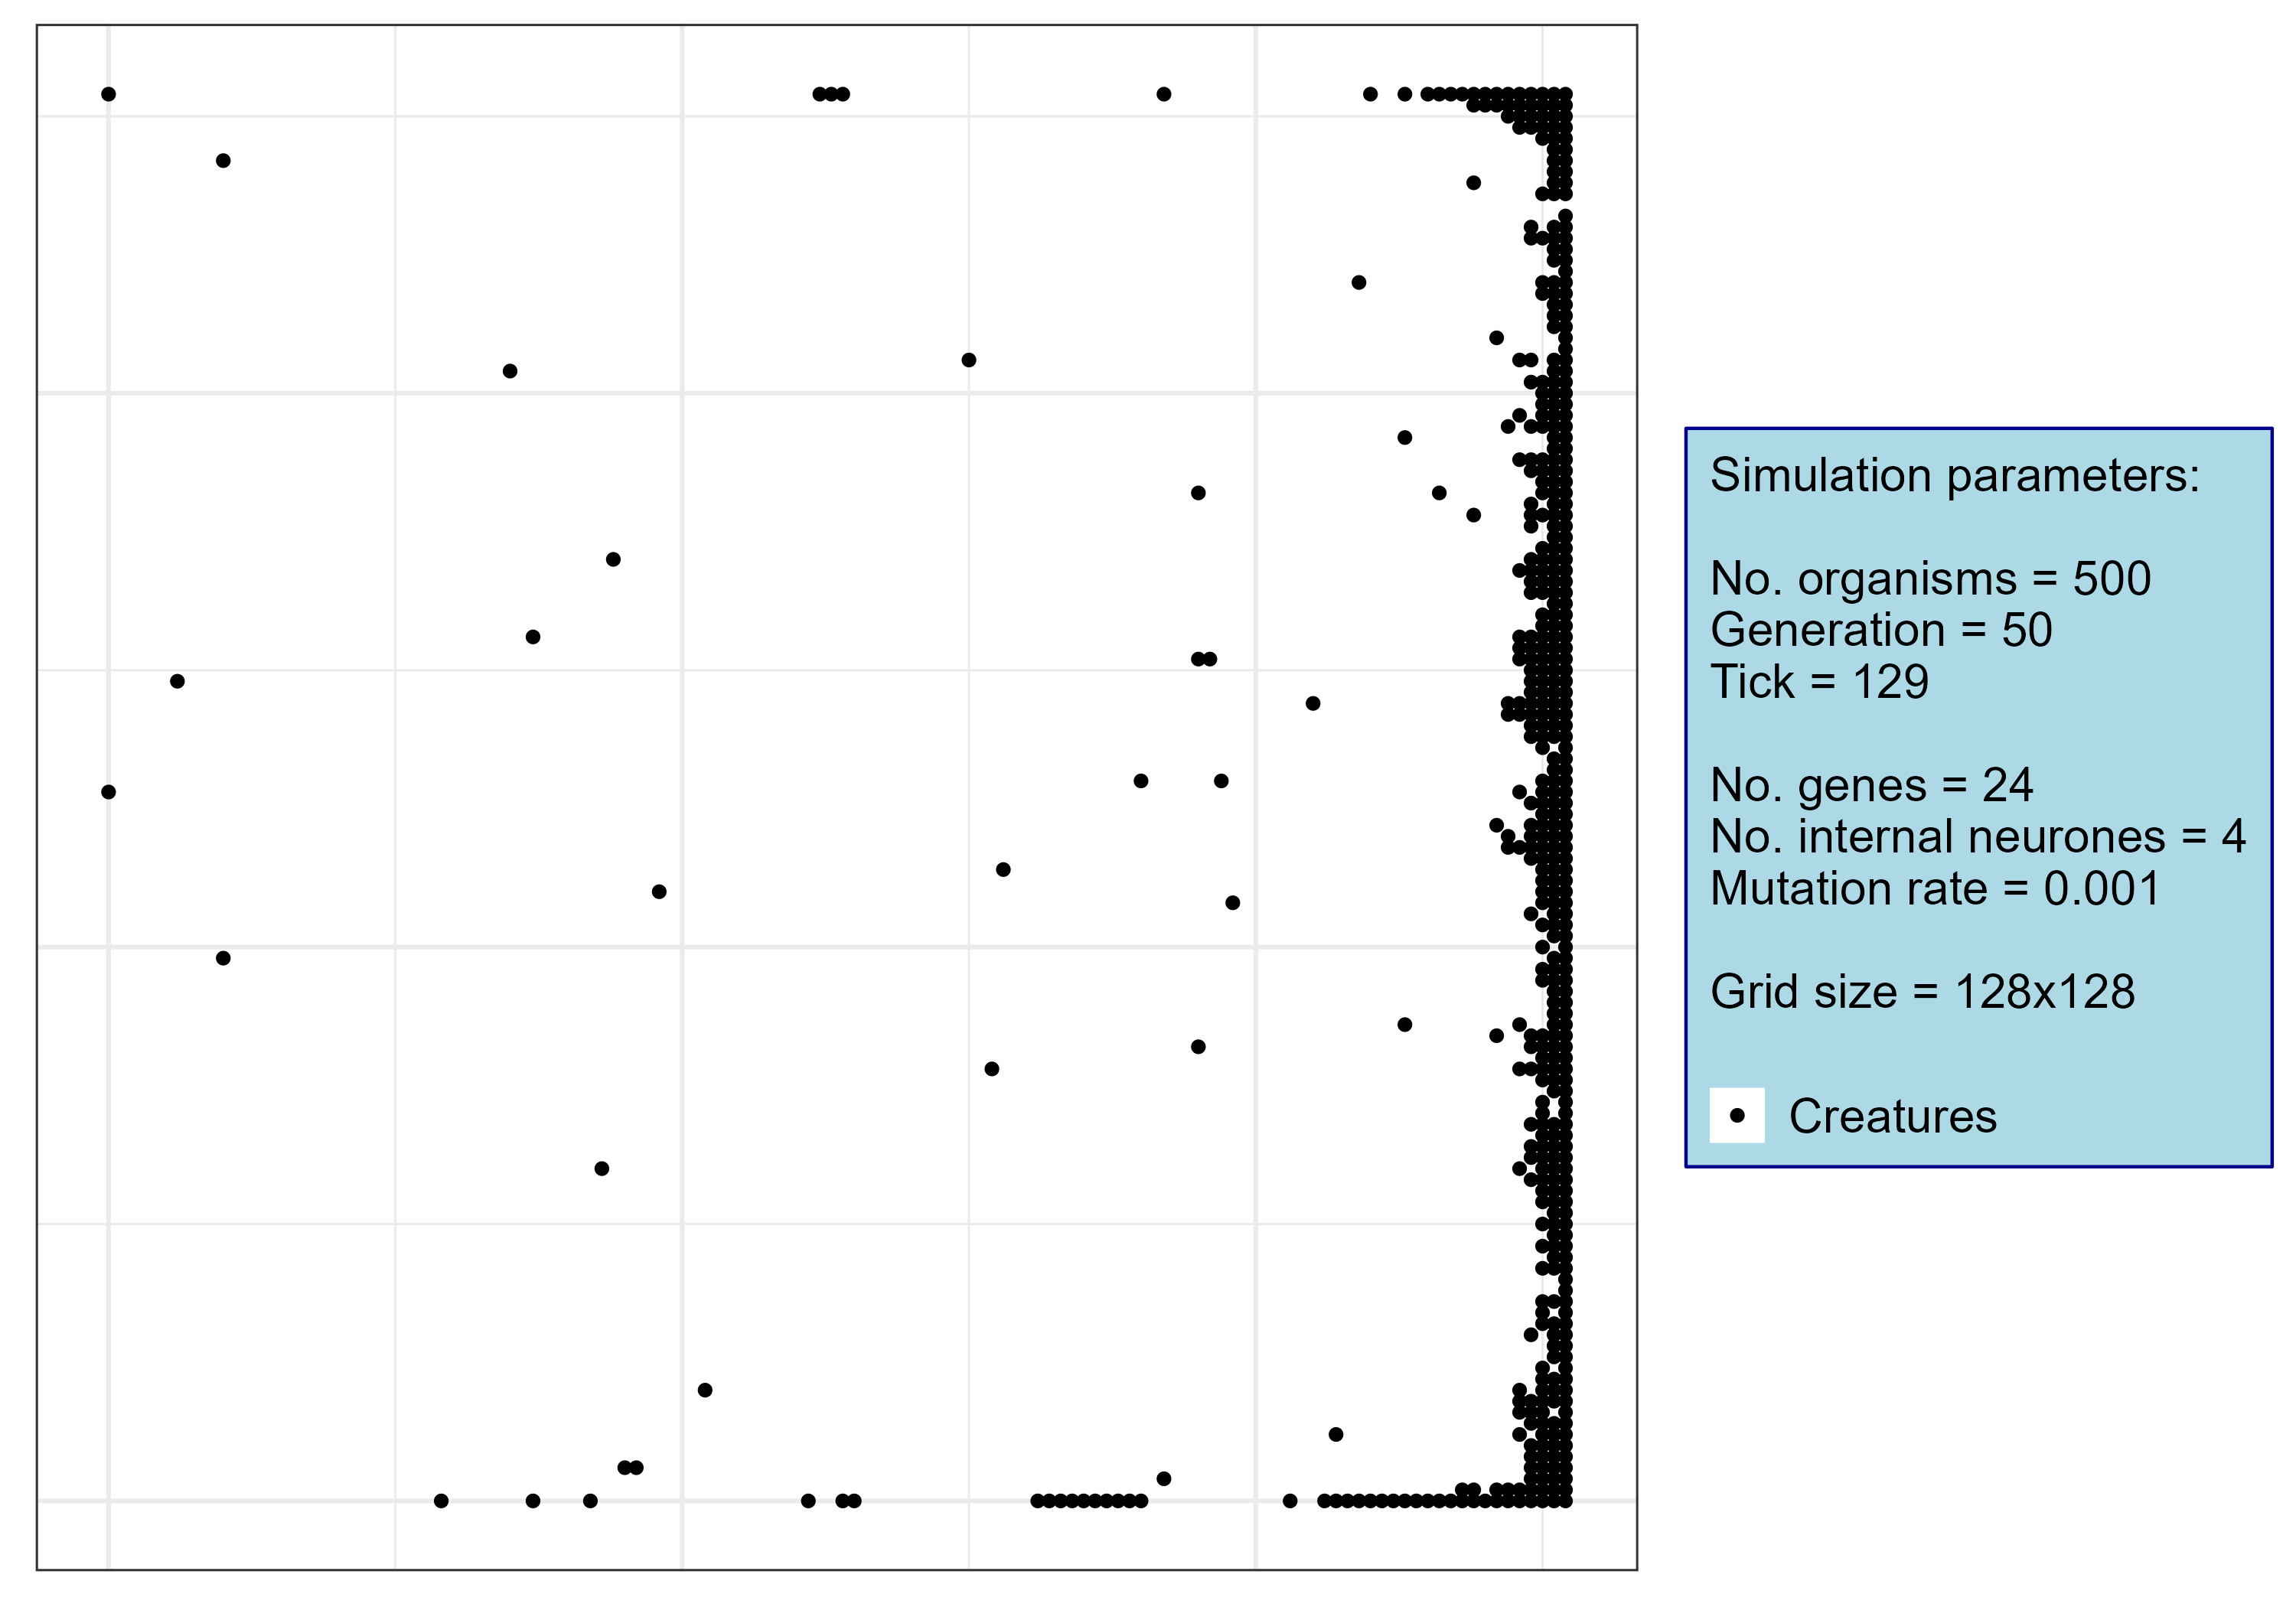 Simulation parameters:
No. organisms = 500
Generation = 50
Tick = 129
No. genes = 24
No. internal neurones = 4
Mutation rate = 0.001
Grid size = 128x128
Creatures